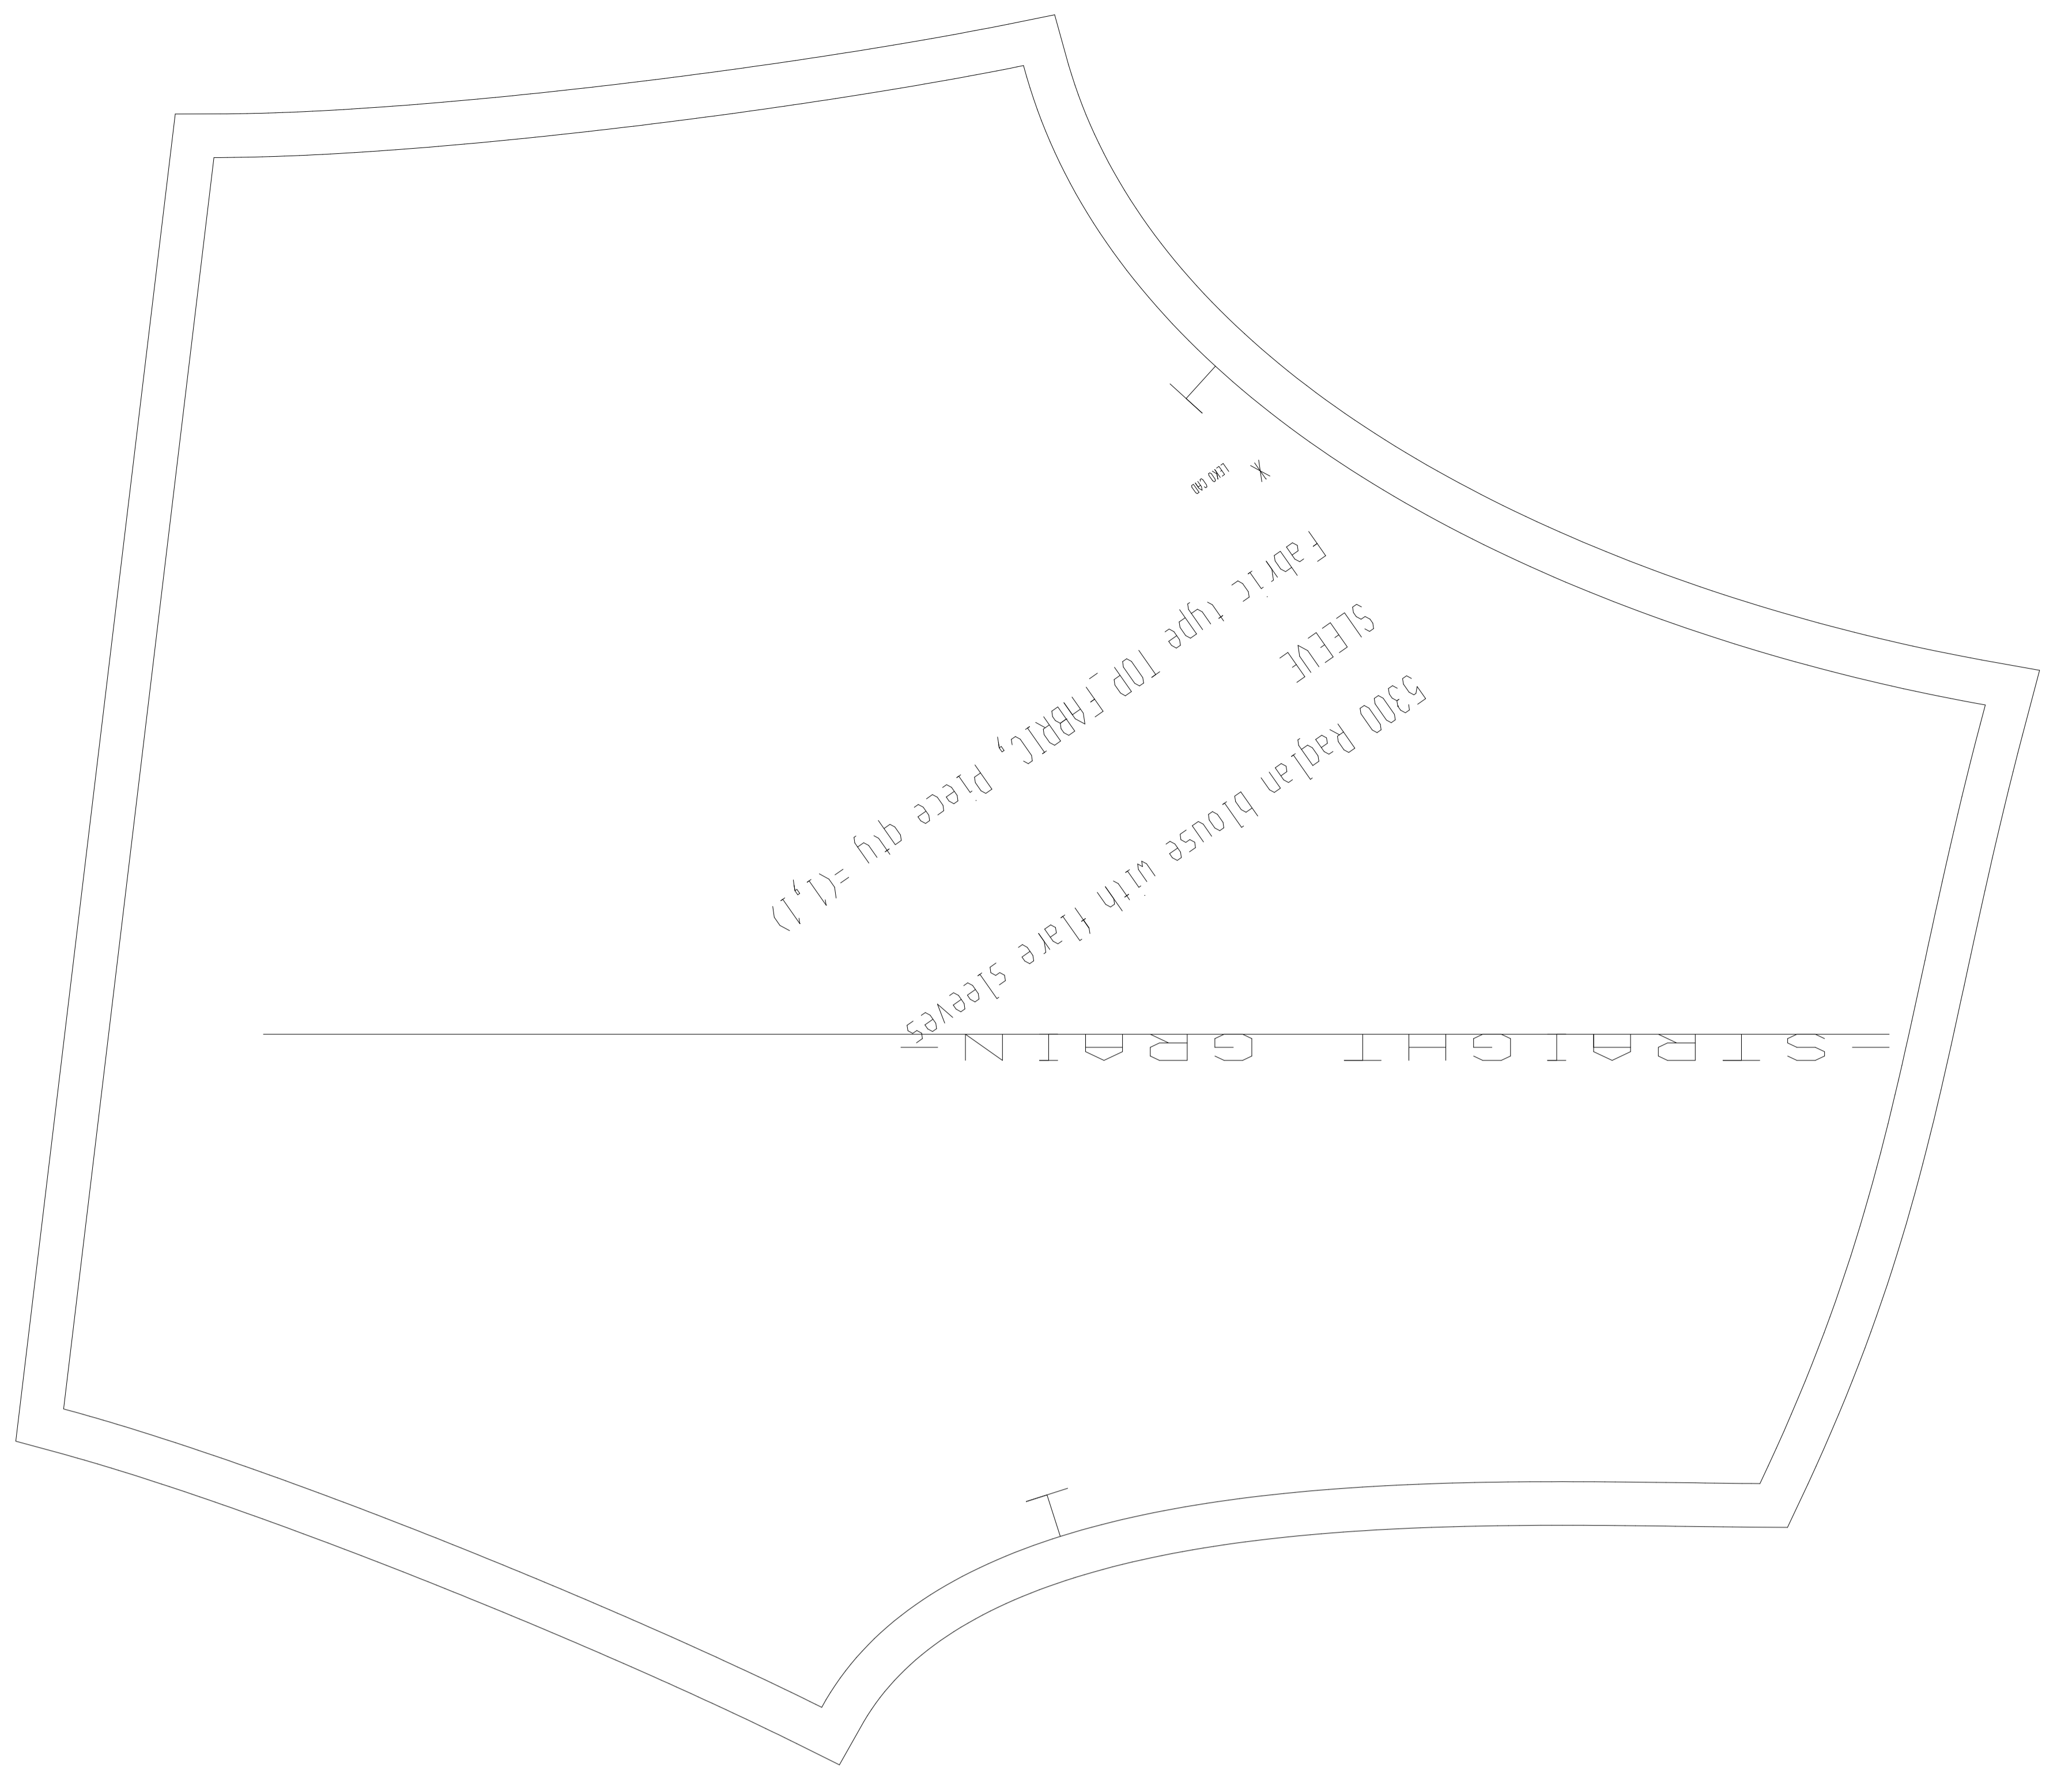 -STRAIGHT GRAIN-
5300 Raglan blouse with flare sleeves
SLEEVE
Fabric type TOP_FABRIC, piece qty =(1,1)
Ж LEKO CAD